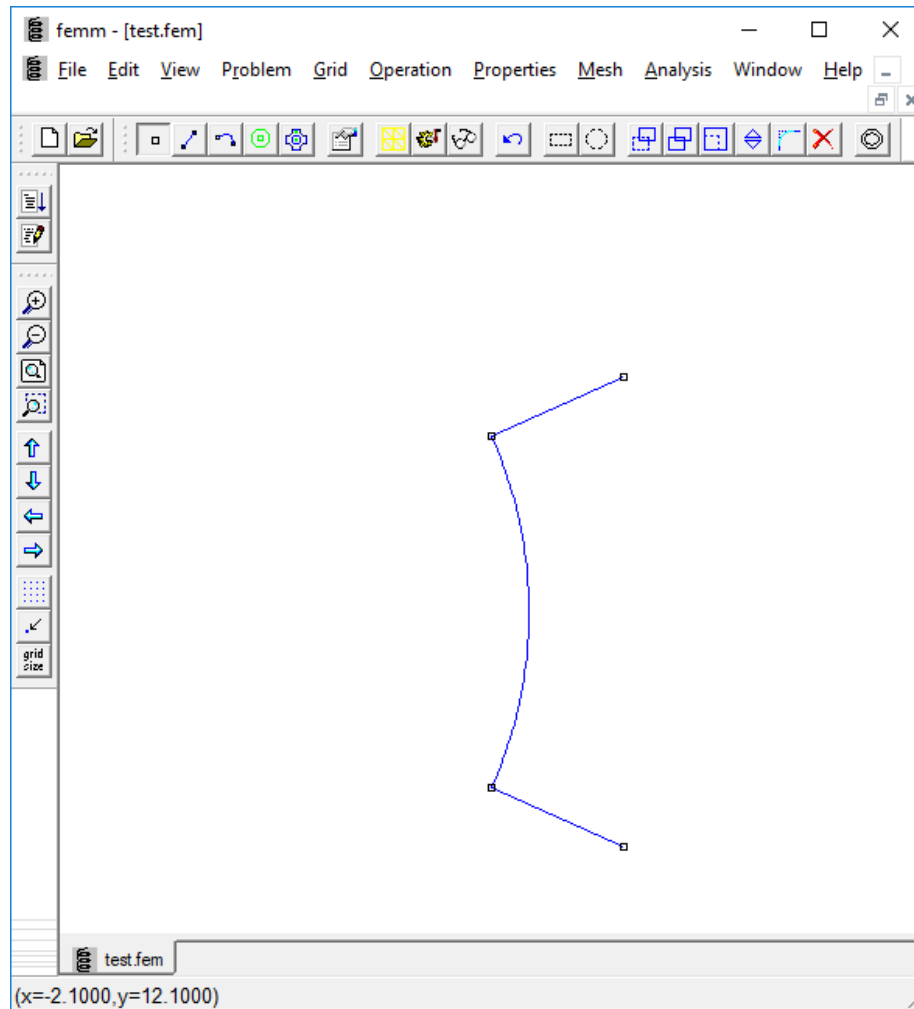 femm - [test.fem]
File Edit View Problem Grid Operation Properties Mesh Analysis Window Help
grid
size
test.fem
(x=-2.1000,y=12.1000)